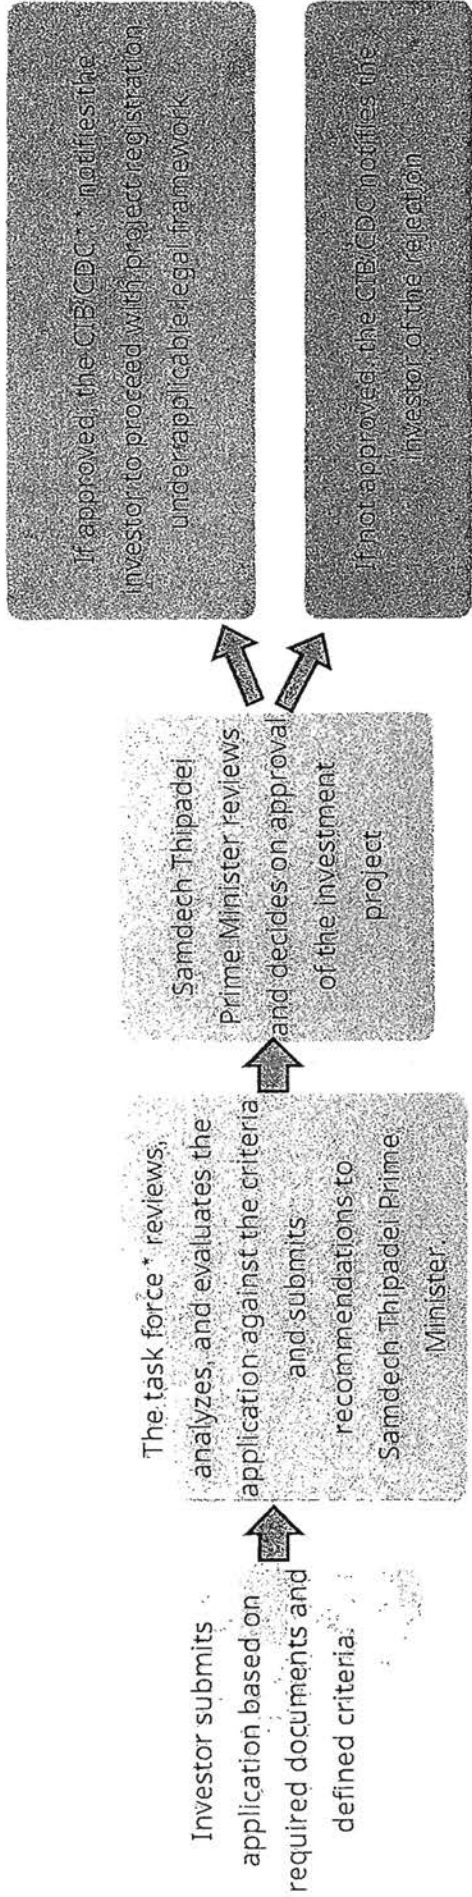 Investor submits
application based on
required documents and
defined criteria.
The task force * reviews,
analyzes, and evaluates the
application against the criteria
and submits
recommendations to
Samdech Thipadei Prime
Minister.
Samdech Thipadei
Prime Minister reviews
and decides on approval
of the investment
project
If approved, the CIB/CDC * * notifies the
investor to proceed with project registration
under applicable legal framework
If not approved, the CIB/CDC notifies the
investor of the rejection